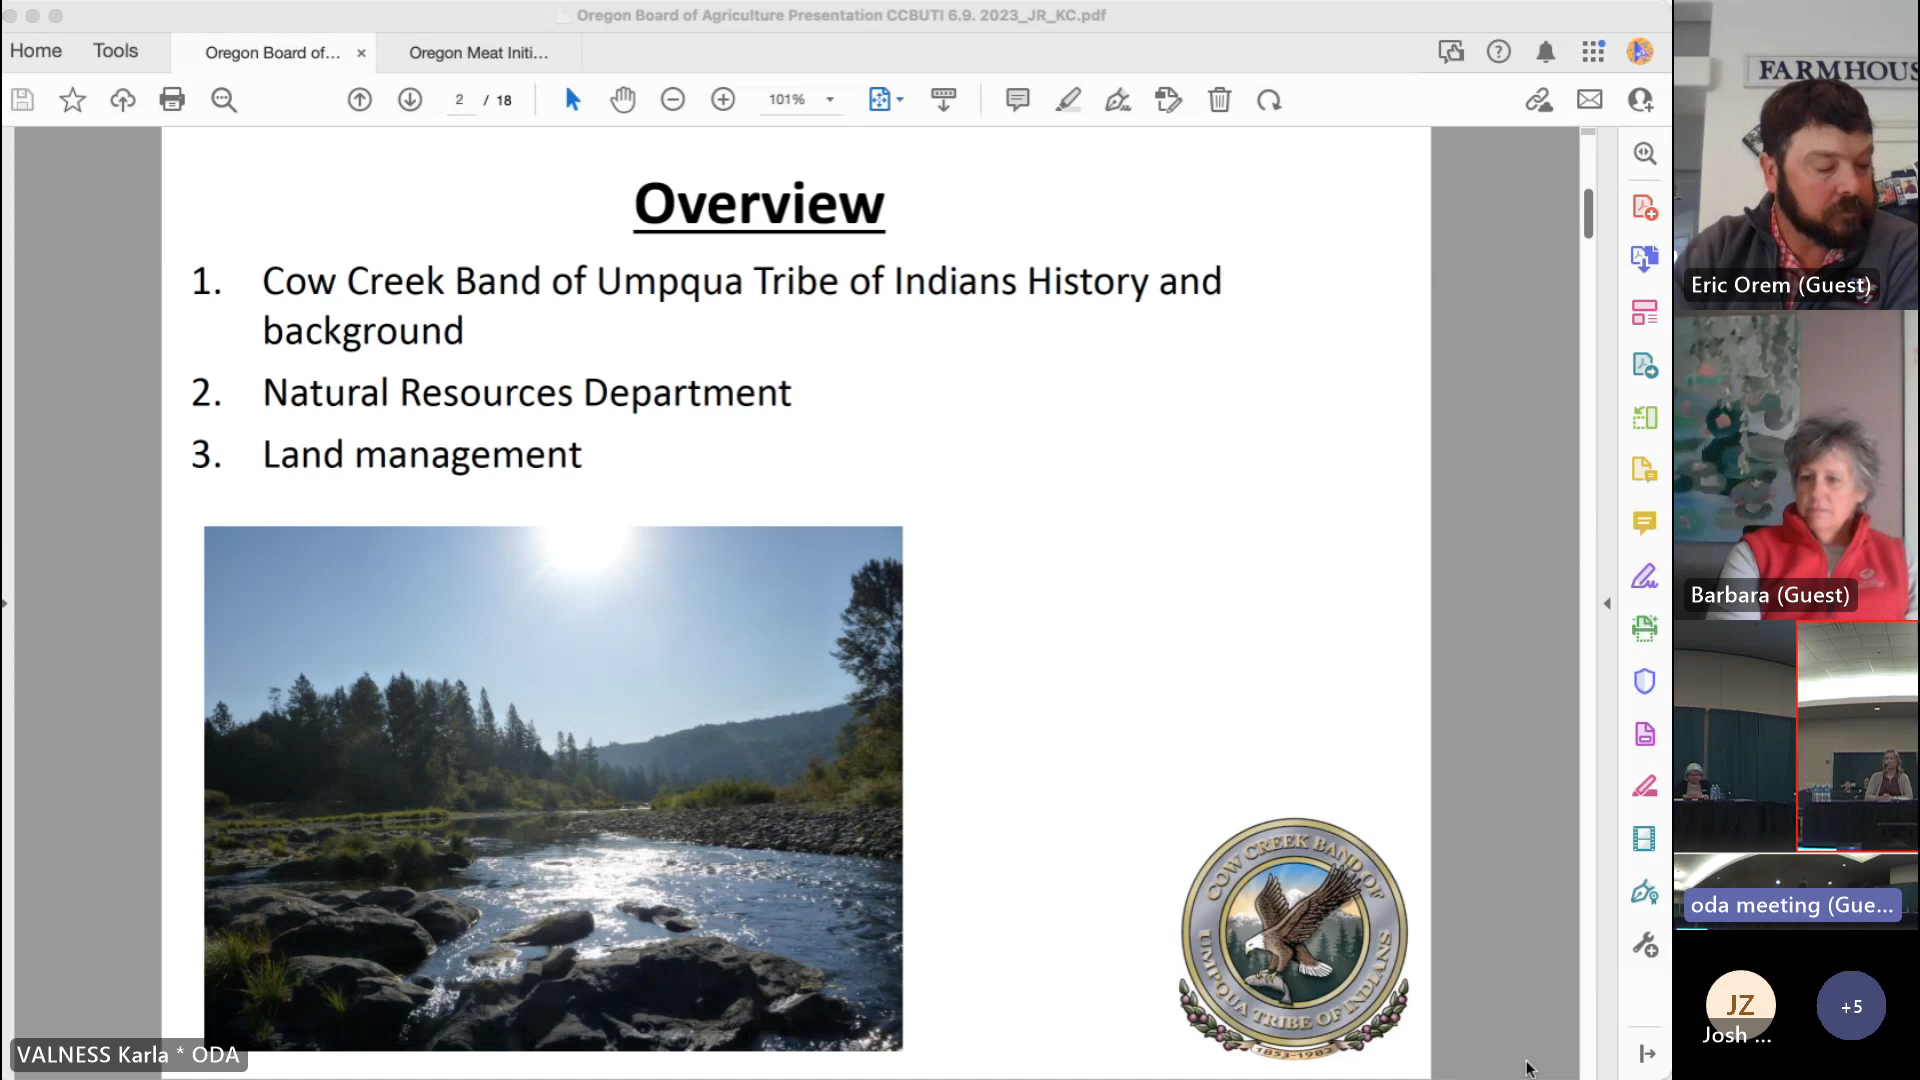 Oregon Board of Agriculture Presentation CCBUTI 6.9. 2023_JR_KC.pdf
Home
Tools
Oregon Board of... ×
Oregon Meat Initi...
2 / 18
101%
Overview
1. Cow Creek Band of Umpqua Tribe of Indians History and
background
2. Natural Resources Department
3. Land management
COW CREEK BAND OF
UMPQUA TRIBE OF INDIANS
1853-1982
VALNESS Karla * ODA
FARMHOUS
Eric Orem (Guest)
Barbara (Guest)
oda meeting (Gue...
JZ
Josh ...
+5